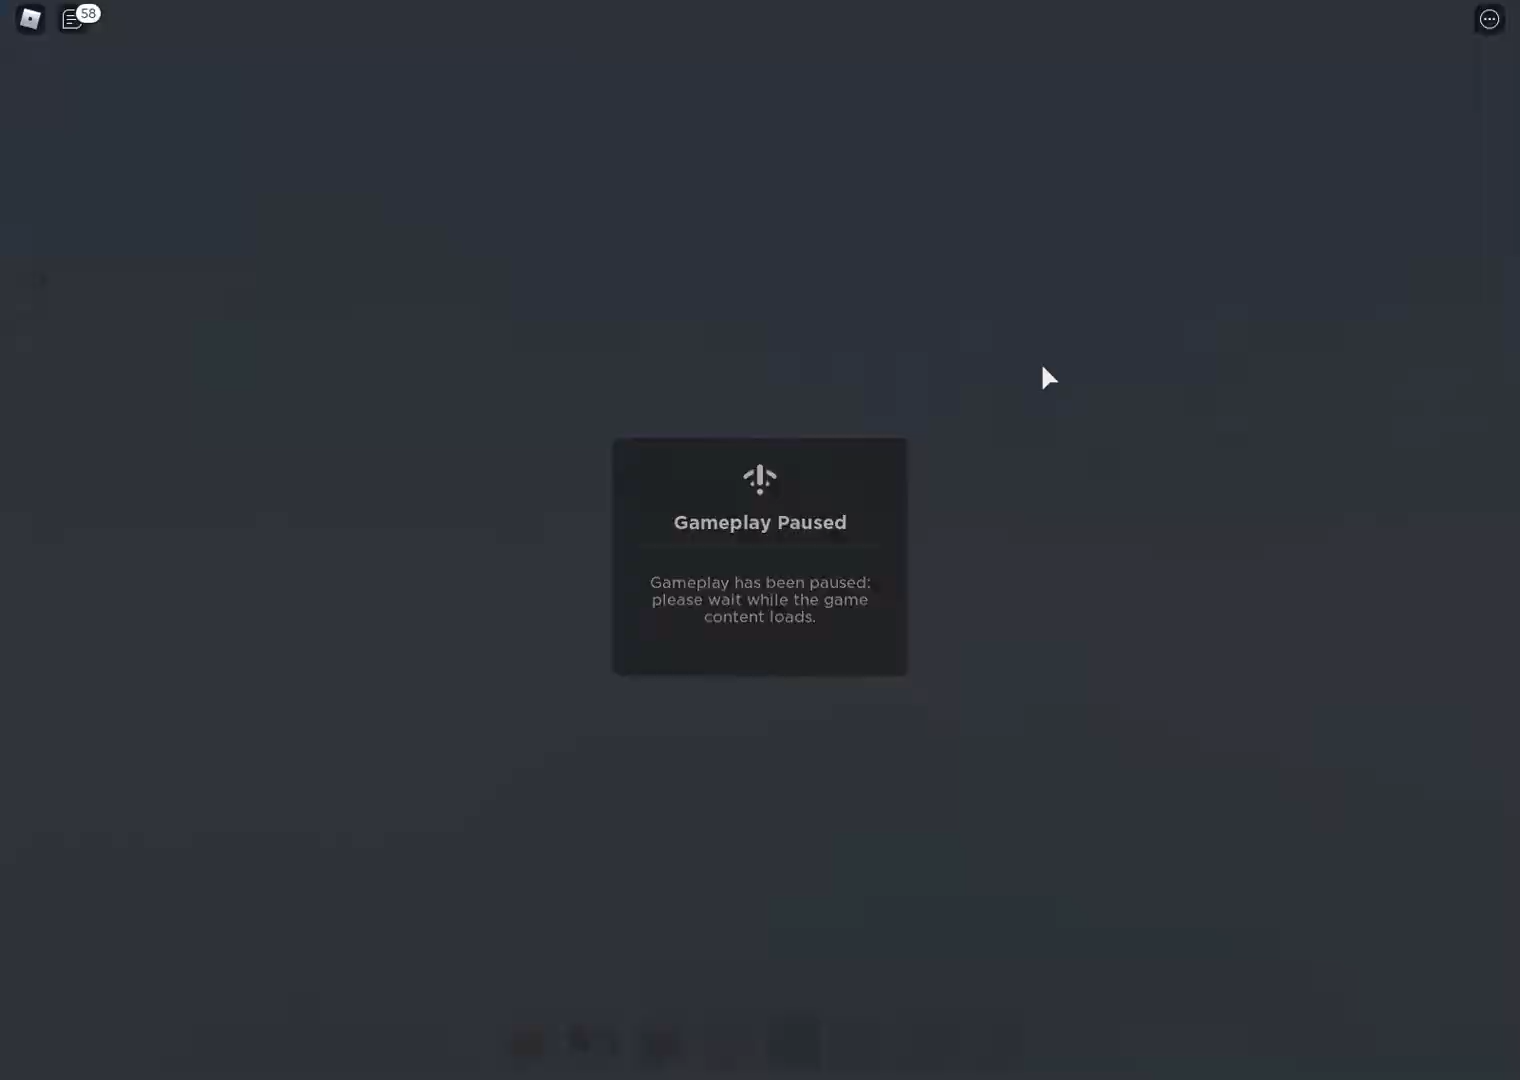 58
Gameplay Paused
Gameplay has been paused:
please wait while the game
content loads.